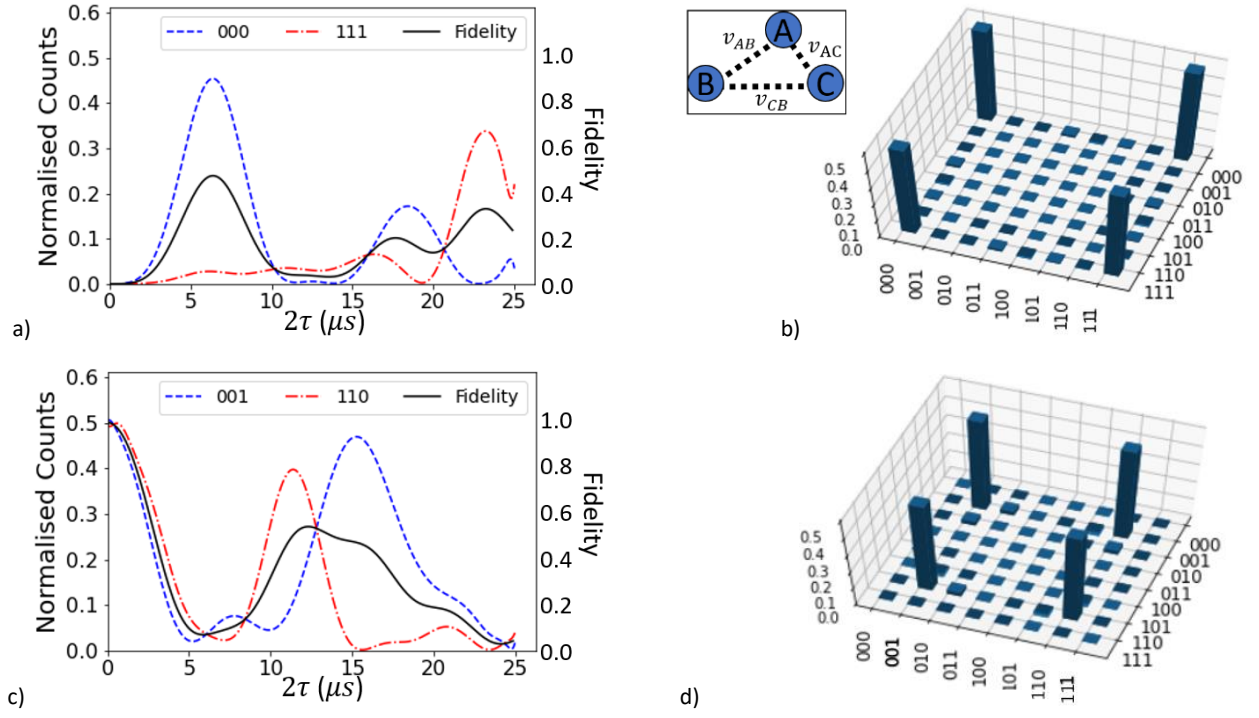 000 111 Fidelity
0.6
0.5
0.4
0.3
0.2
0.1
0.0
Normalised Counts
1.0
0.8
0.6
0.4
0.2
0.0
Fidelity
0 5 10 15 20 25
2τ (μs)
a)
A
B
C
v_AB
v_AC
v_CB
0.5
0.4
0.3
0.2
0.1
0.0
000 001 010 011 100 101 110 111
000
001
010
011
100
101
110
111
b)
001 110 Fidelity
0.6
0.5
0.4
0.3
0.2
0.1
0.0
Normalised Counts
1.0
0.8
0.6
0.4
0.2
0.0
Fidelity
0 5 10 15 20 25
2τ (μs)
c)
0.5
0.4
0.3
0.2
0.1
0.0
000 001 010 011 100 101 110 111
000
001
010
011
100
101
110
111
d)